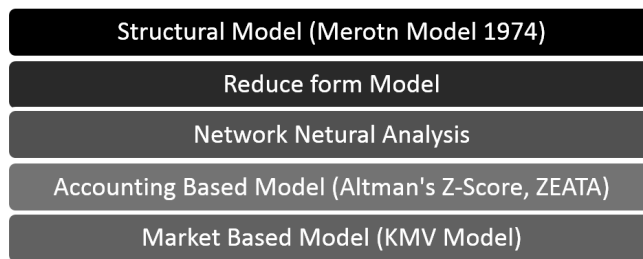 Structural Model (Merotn Model 1974)
Reduce form Model
Network Netural Analysis
Accounting Based Model (Altman's Z-Score, ZEATA)
Market Based Model (KMV Model)